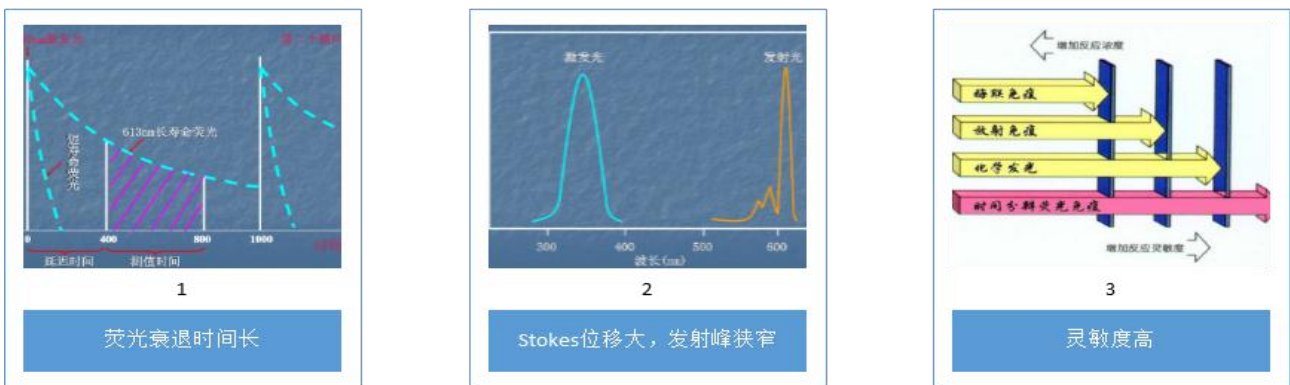 613nm长寿命荧光
短寿命荧光
0 400 800 1000
延迟时间 测值时间
1
荧光衰退时间长
激发光 发射光
300 400 500 600
波长(nm)
2
Stokes位移大，发射峰狭窄
增加反应浓度
酶联免疫
放射免疫
化学发光
时间分辨荧光免疫
增加反应灵敏度
3
灵敏度高